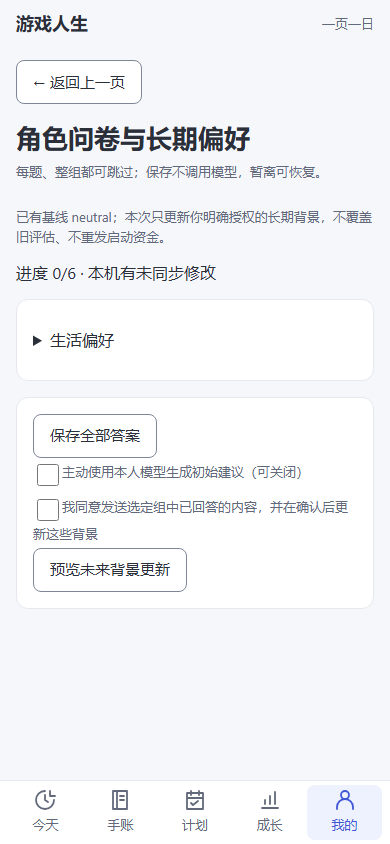 游戏人生
一页一日
← 返回上一页
角色问卷与长期偏好
每题、整组都可跳过；保存不调用模型，暂离可恢复。
已有基线 neutral；本次只更新你明确授权的长期背景，不覆盖
旧评估、不重发启动资金。
进度 0/6 · 本机有未同步修改
▶ 生活偏好
保存全部答案
主动使用本人模型生成初始建议（可关闭）
我同意发送选定组中已回答的内容，并在确认后更
新这些背景
预览未来背景更新
今天
手账
计划
成长
我的